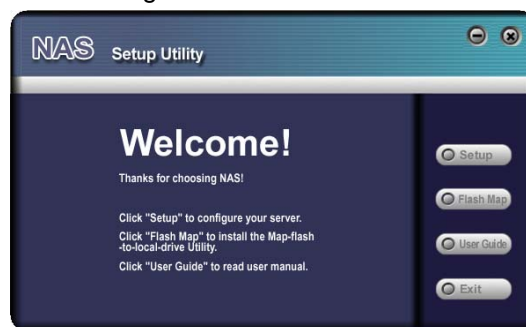 NAS Setup Utility
Welcome!
Thanks for choosing NAS!
Click "Setup" to configure your server.
Click "Flash Map" to install the Map-flash
-to-local-drive Utility.
Click "User Guide" to read user manual.
Setup
Flash Map
User Guide
Exit